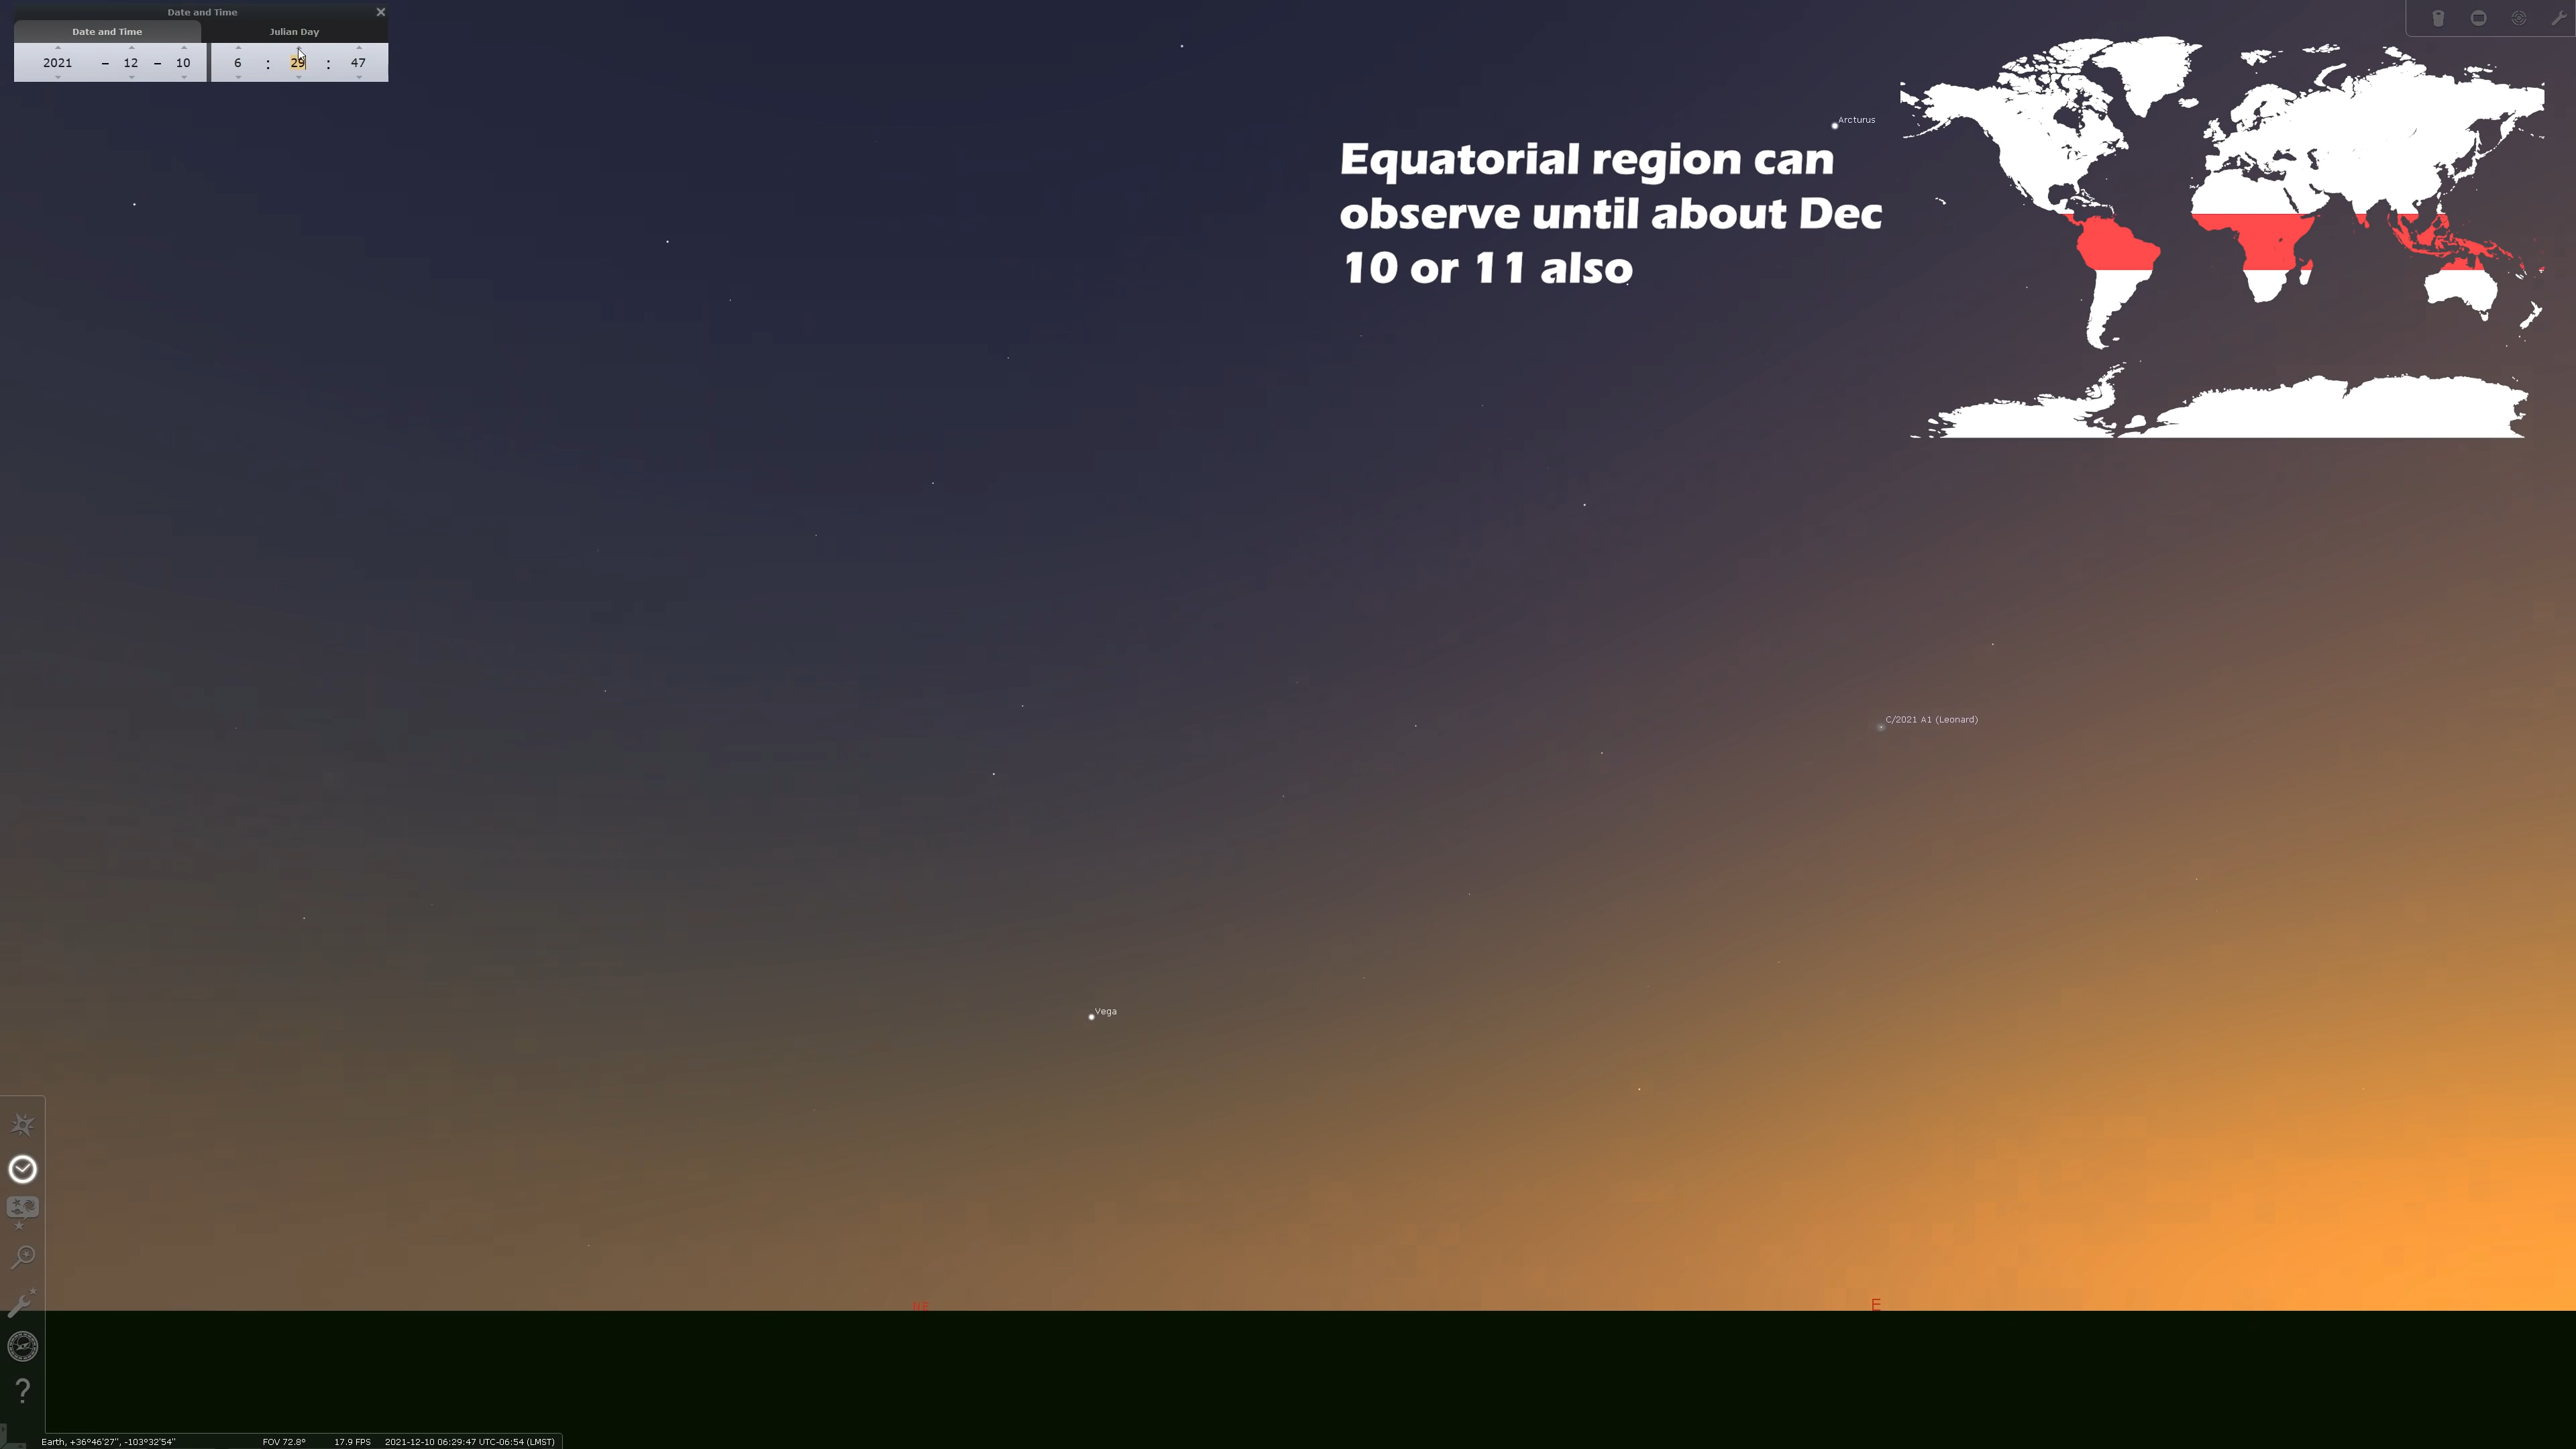 Date and Time
Date and Time
Julian Day
2021 - 12 - 10
6 : 29 : 47
Arcturus
Equatorial region can
observe until about Dec
10 or 11 also
C/2021 A1 (Leonard)
Vega
NE
E
Earth, +36°46'27", -103°32'54"
FOV 72.8°
17.9 FPS
2021-12-10 06:29:47 UTC-06:54 (LMST)